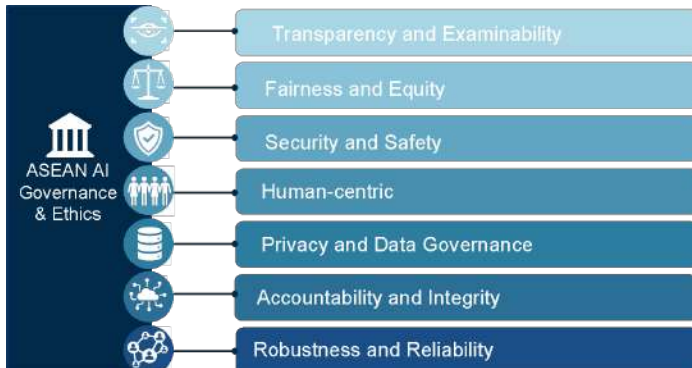 ASEAN AI
Governance
& Ethics
Transparency and Examinability
Fairness and Equity
Security and Safety
Human-centric
Privacy and Data Governance
Accountability and Integrity
Robustness and Reliability